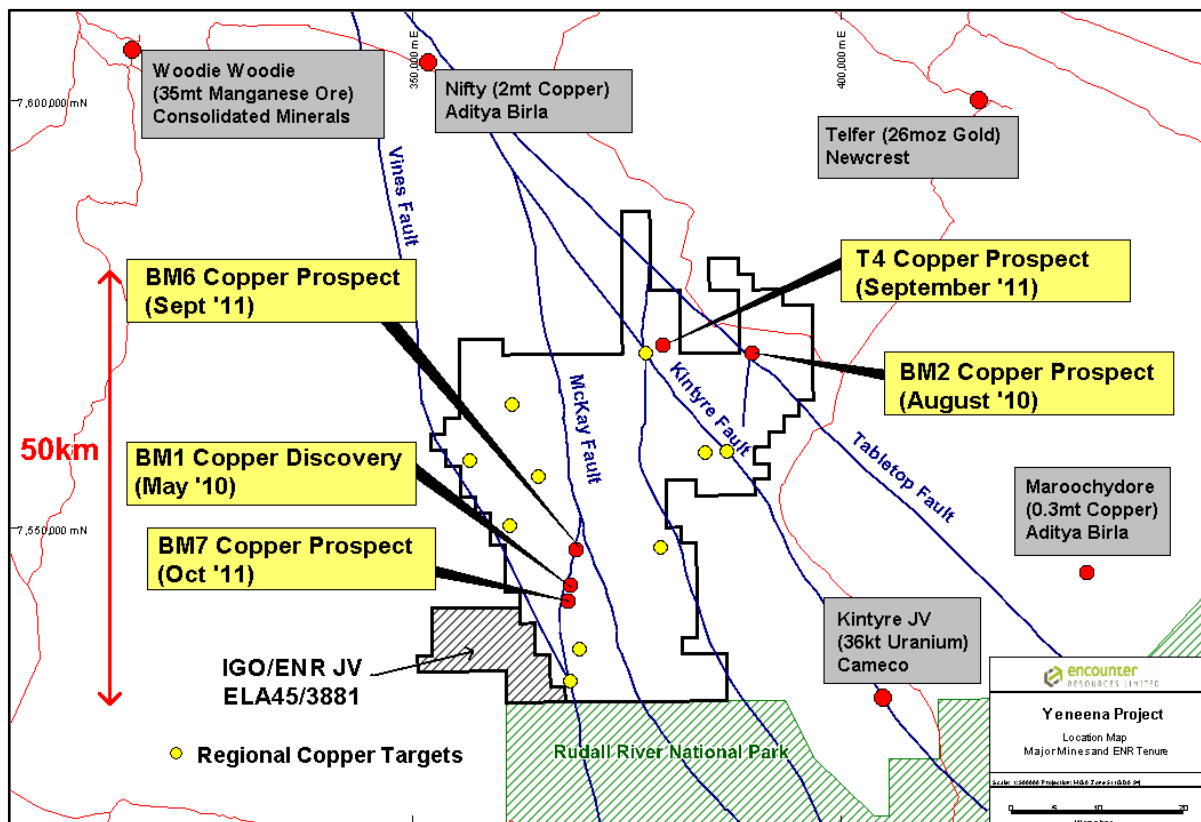 Woodie Woodie
(35mt Manganese Ore)
Consolidated Minerals
350,000 m E
Nifty (2mt Copper)
Aditya Birla
400,000 m E
7,600,000 mN
Telfer (26moz Gold)
Newcrest
Vines Fault
BM6 Copper Prospect
(Sept '11)
T4 Copper Prospect
(September '11)
McKay Fault
Kintyre Fault
BM2 Copper Prospect
(August '10)
50km
BM1 Copper Discovery
(May '10)
Tabletop Fault
Maroochydore
(0.3mt Copper)
Aditya Birla
7,550,000 mN
BM7 Copper Prospect
(Oct '11)
Kintyre JV
(36kt Uranium)
Cameco
IGO/ENR JV
ELA45/3881
Regional Copper Targets
Rudall River National Park
encounter
RESOURCES LIMITED
Yeneena Project
Location Map
Major Mines and ENR Tenure
0 5 10 20